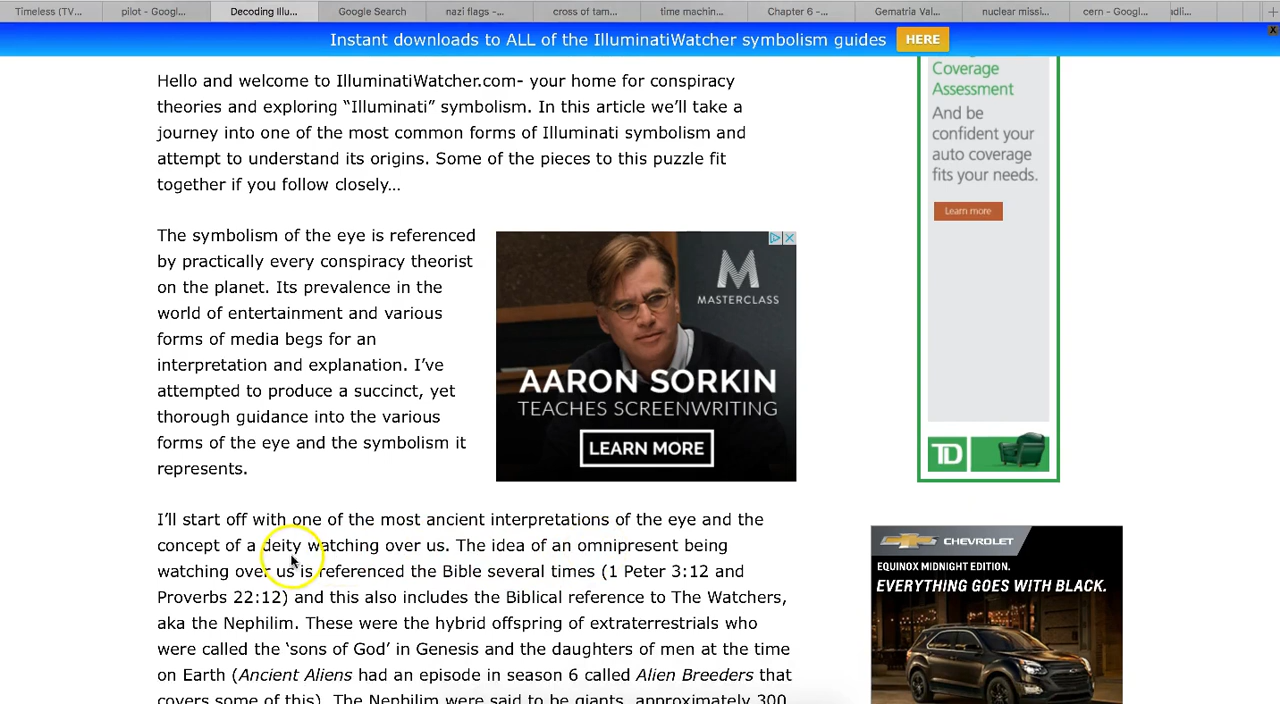 Timeless (TV...
pilot - Googl...
Decoding Illu...
Google Search
nazi flags -...
cross of tam...
time machin...
Chapter 6 -...
Gematria Val...
nuclear missi...
cern - Googl...
Instant downloads to ALL of the IlluminatiWatcher symbolism guides HERE
Hello and welcome to IlluminatiWatcher.com- your home for conspiracy
theories and exploring “Illuminati” symbolism. In this article we’ll take a
journey into one of the most common forms of Illuminati symbolism and
attempt to understand its origins. Some of the pieces to this puzzle fit
together if you follow closely…
The symbolism of the eye is referenced
by practically every conspiracy theorist
on the planet. Its prevalence in the
world of entertainment and various
forms of media begs for an
interpretation and explanation. I’ve
attempted to produce a succinct, yet
thorough guidance into the various
forms of the eye and the symbolism it
represents.
M
MASTERCLASS
AARON SORKIN
TEACHES SCREENWRITING
LEARN MORE
I’ll start off with one of the most ancient interpretations of the eye and the
concept of a deity watching over us. The idea of an omnipresent being
watching over us is referenced the Bible several times (1 Peter 3:12 and
Proverbs 22:12) and this also includes the Biblical reference to The Watchers,
aka the Nephilim. These were the hybrid offspring of extraterrestrials who
were called the ‘sons of God’ in Genesis and the daughters of men at the time
on Earth (Ancient Aliens had an episode in season 6 called Alien Breeders that
covers some of this). The Nephilim were said to be giants, approximately 300
Coverage
Assessment
And be
confident your
auto coverage
fits your needs.
Learn more
TD
CHEVROLET
EQUINOX MIDNIGHT EDITION.
EVERYTHING GOES WITH BLACK.